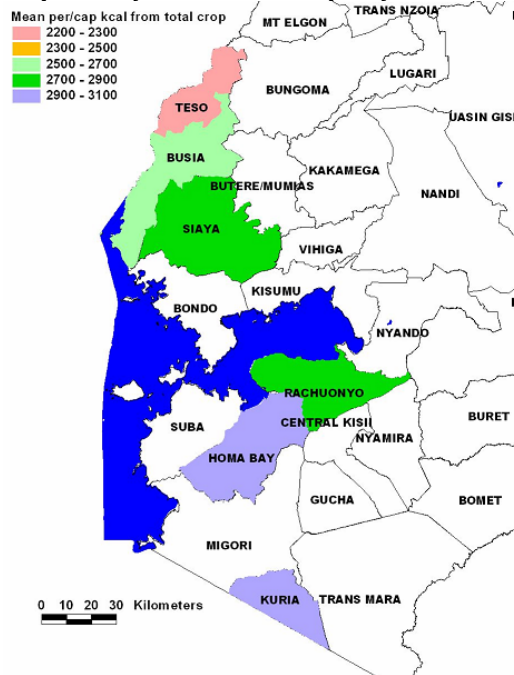 Mean per/cap kcal from total crop
2200 - 2300
2300 - 2500
2500 - 2700
2700 - 2900
2900 - 3100
TRANS NZOIA
MT ELGON
LUGARI
BUNGOMA
TESO
UASIN GIS
BUSIA
KAKAMEGA
BUTERE/MUMIAS
NANDI
SIAYA
VIHIGA
KISUMU
BONDO
NYANDO
RACHUONYO
BURET
CENTRAL KISII
SUBA
NYAMIRA
HOMA BAY
GUCHA
BOMET
MIGORI
KURIA
TRANS MARA
0 10 20 30 Kilometers